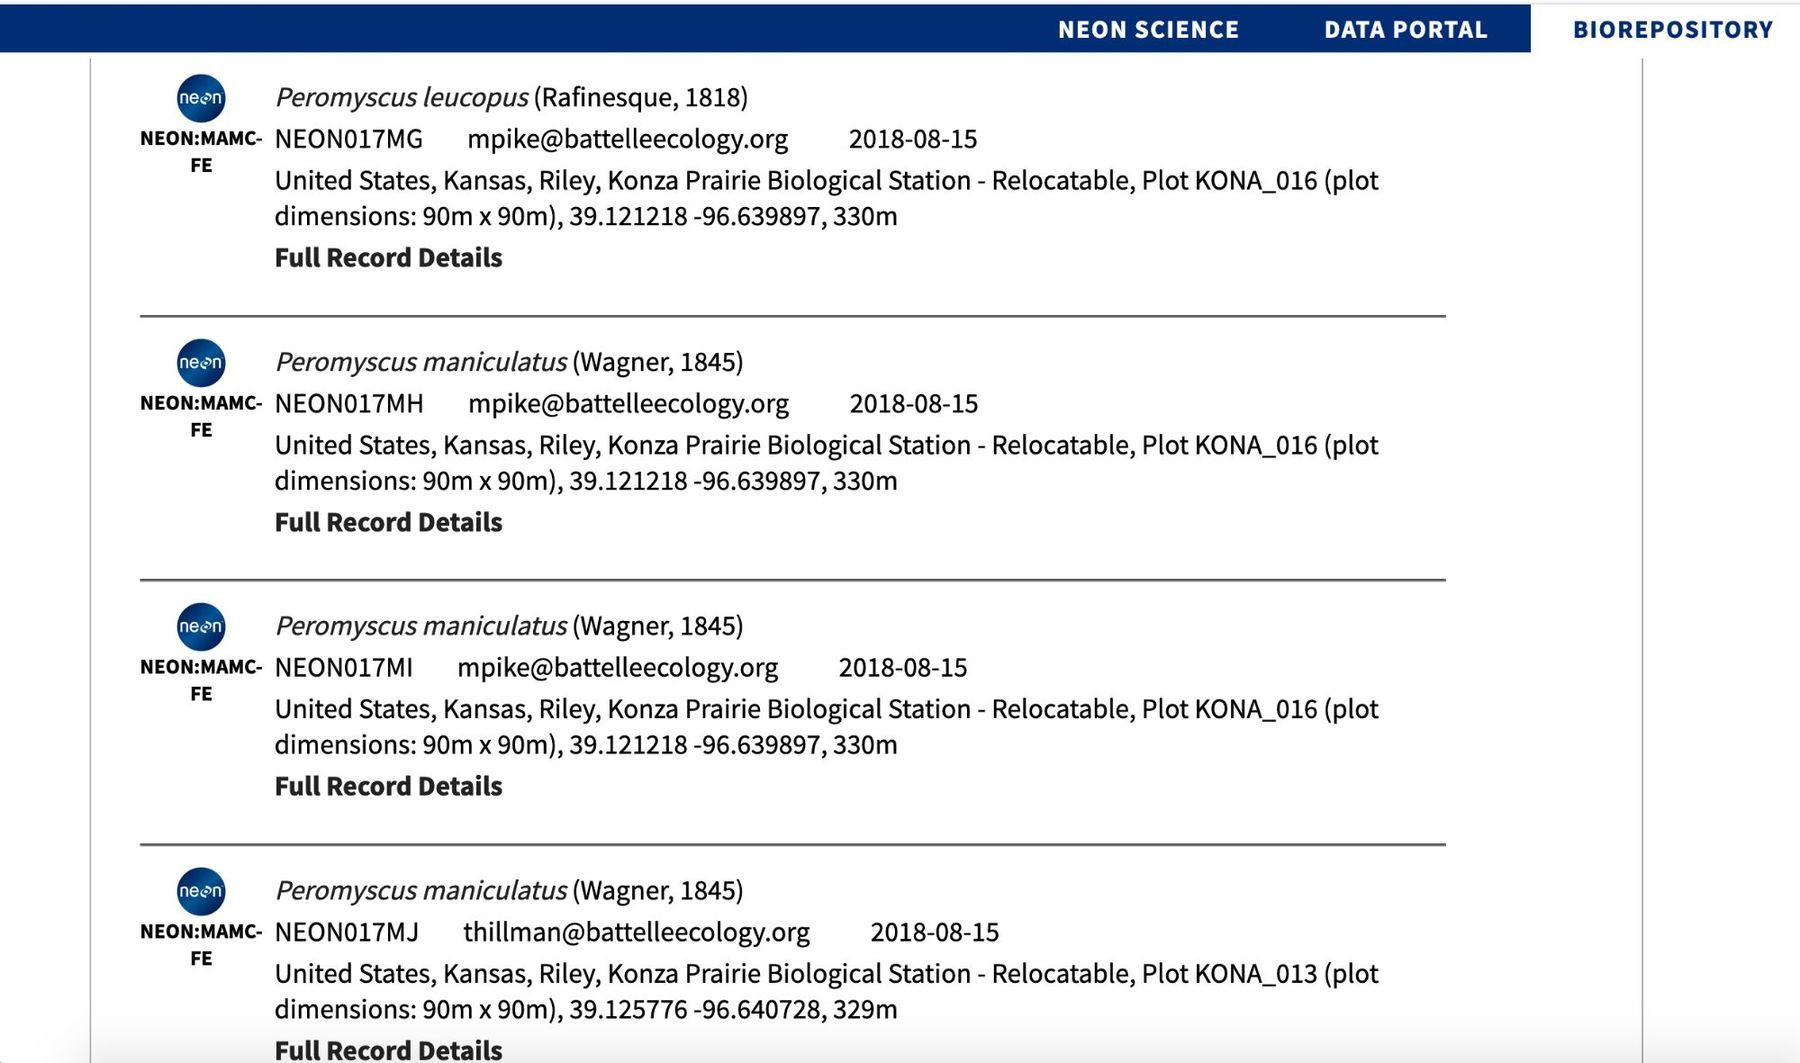 NEON SCIENCE DATA PORTAL BIOREPOSITORY
neon
Peromyscus leucopus (Rafinesque, 1818)
NEON:MAMC-FE
NEON017MG mpike@battelleecology.org 2018-08-15
United States, Kansas, Riley, Konza Prairie Biological Station - Relocatable, Plot KONA_016 (plot
dimensions: 90m x 90m), 39.121218 -96.639897, 330m
Full Record Details
neon
Peromyscus maniculatus (Wagner, 1845)
NEON:MAMC-FE
NEON017MH mpike@battelleecology.org 2018-08-15
United States, Kansas, Riley, Konza Prairie Biological Station - Relocatable, Plot KONA_016 (plot
dimensions: 90m x 90m), 39.121218 -96.639897, 330m
Full Record Details
neon
Peromyscus maniculatus (Wagner, 1845)
NEON:MAMC-FE
NEON017MI mpike@battelleecology.org 2018-08-15
United States, Kansas, Riley, Konza Prairie Biological Station - Relocatable, Plot KONA_016 (plot
dimensions: 90m x 90m), 39.121218 -96.639897, 330m
Full Record Details
neon
Peromyscus maniculatus (Wagner, 1845)
NEON:MAMC-FE
NEON017MJ thillman@battelleecology.org 2018-08-15
United States, Kansas, Riley, Konza Prairie Biological Station - Relocatable, Plot KONA_013 (plot
dimensions: 90m x 90m), 39.125776 -96.640728, 329m
Full Record Details